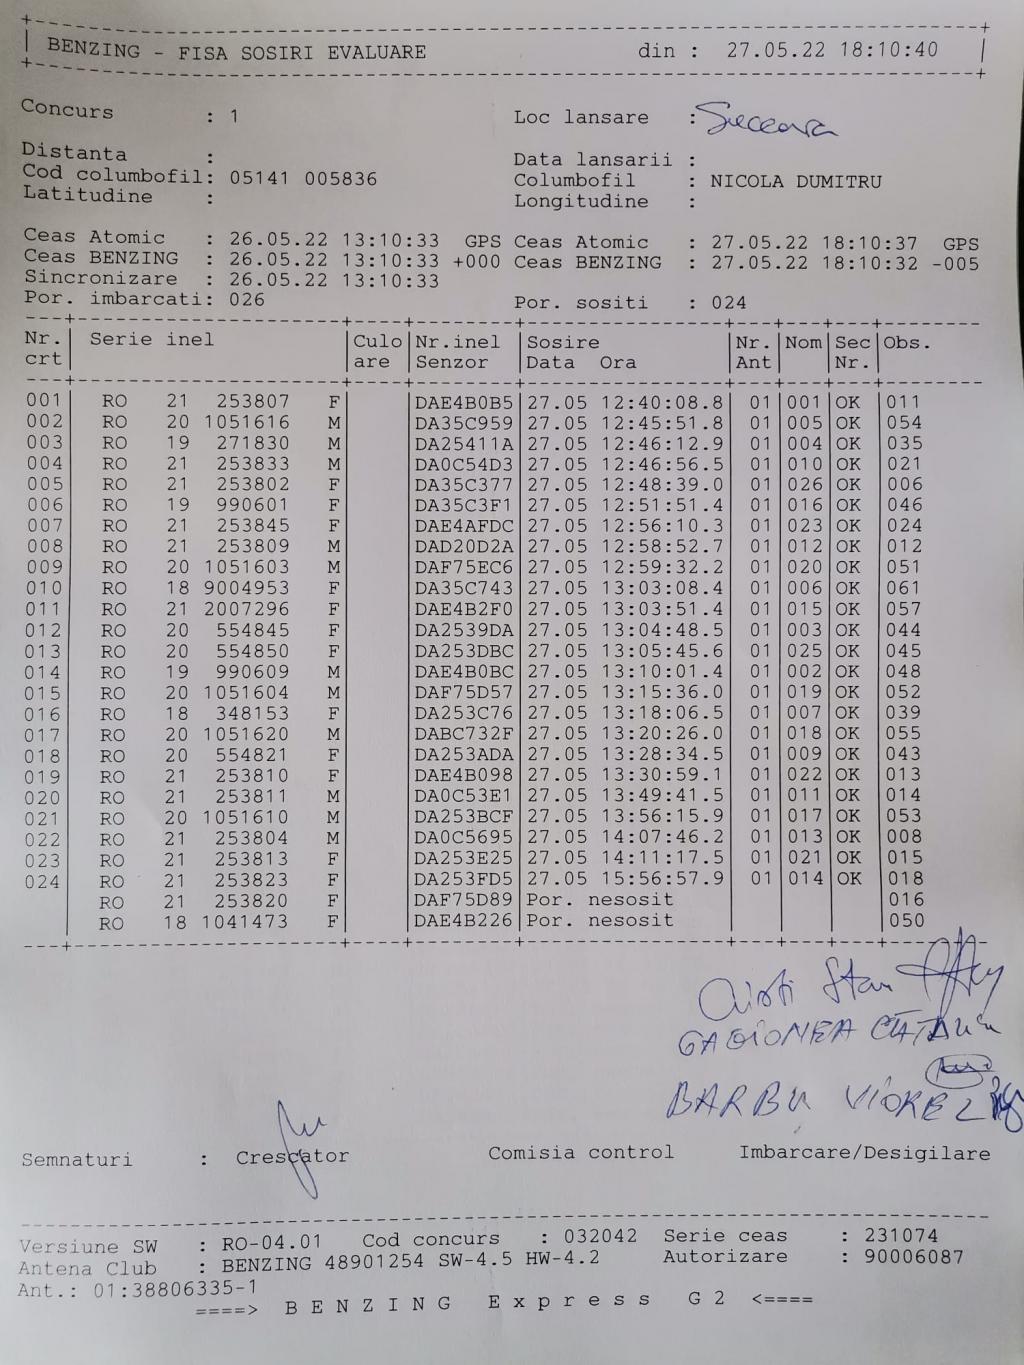 BENZING - FISA SOSIRI EVALUARE din : 27.05.22 18:10:40
Concurs : 1 Loc lansare : Suceava
Distanta : Data lansarii :
Cod columbofil: 05141 005836 Columbofil : NICOLA DUMITRU
Latitudine : Longitudine :
Ceas Atomic : 26.05.22 13:10:33 GPS Ceas Atomic : 27.05.22 18:10:37 GPS
Ceas BENZING : 26.05.22 13:10:33 +000 Ceas BENZING : 27.05.22 18:10:32 -005
Sincronizare : 26.05.22 13:10:33
Por. imbarcati: 026 Por. sositi : 024
Nr. Serie inel Culo Nr.inel Sosire Nr. Nom Sec Obs.
crt are Senzor Data Ora Ant Nr.
001 RO 21 253807 F DAE4B0B5 27.05 12:40:08.8 01 001 OK 011
002 RO 20 1051616 M DA35C959 27.05 12:45:51.8 01 005 OK 054
003 RO 19 271830 M DA25411A 27.05 12:46:12.9 01 004 OK 035
004 RO 21 253833 M DA0C54D3 27.05 12:46:56.5 01 010 OK 021
005 RO 21 253802 F DA35C377 27.05 12:48:39.0 01 026 OK 006
006 RO 19 990601 F DA35C3F1 27.05 12:51:51.4 01 016 OK 046
007 RO 21 253845 F DAE4AFDC 27.05 12:56:10.3 01 023 OK 024
008 RO 21 253809 M DAD20D2A 27.05 12:58:52.7 01 012 OK 012
009 RO 20 1051603 M DAF75EC6 27.05 12:59:32.2 01 020 OK 051
010 RO 18 9004953 F DA35C743 27.05 13:03:08.4 01 006 OK 061
011 RO 21 2007296 F DAE4B2F0 27.05 13:03:51.4 01 015 OK 057
012 RO 20 554845 F DA2539DA 27.05 13:04:48.5 01 003 OK 044
013 RO 20 554850 F DA253DBC 27.05 13:05:45.6 01 025 OK 045
014 RO 19 990609 M DAE4B0BC 27.05 13:10:01.4 01 002 OK 048
015 RO 20 1051604 M DAF75D57 27.05 13:15:36.0 01 019 OK 052
016 RO 18 348153 F DA253C76 27.05 13:18:06.5 01 007 OK 039
017 RO 20 1051620 M DABC732F 27.05 13:20:26.0 01 018 OK 055
018 RO 20 554821 F DA253ADA 27.05 13:28:34.5 01 009 OK 043
019 RO 21 253810 F DAE4B098 27.05 13:30:59.1 01 022 OK 013
020 RO 21 253811 M DA0C53E1 27.05 13:49:41.5 01 011 OK 014
021 RO 20 1051610 M DA253BCF 27.05 13:56:15.9 01 017 OK 053
022 RO 21 253804 M DA0C5695 27.05 14:07:46.2 01 013 OK 008
023 RO 21 253813 F DA253E25 27.05 14:11:17.5 01 021 OK 015
024 RO 21 253823 F DA253FD5 27.05 15:56:57.9 01 014 OK 018
RO 21 253820 F DAF75D89 Por. nesosit 016
RO 18 1041473 F DAE4B226 Por. nesosit 050
Cristi Stan
BARBU VIOREL
Semnaturi : Crescator Comisia control Imbarcare/Desigilare
Versiune SW : RO-04.01 Cod concurs : 032042 Serie ceas : 231074
Antena Club : BENZING 48901254 SW-4.5 HW-4.2 Autorizare : 90006087
Ant.: 01:38806335-1
====> B E N Z I N G E x p r e s s G 2 <====